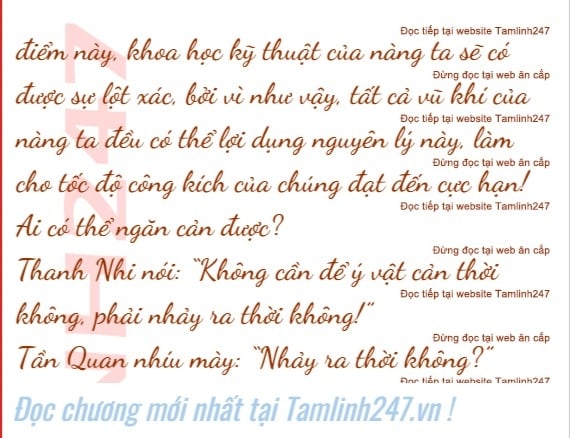 Đọc tiếp tại website Tamlinh247
điểm này, khoa học kỹ thuật của nàng ta sẽ có
Đừng đọc tại web ăn cắp
được sự lột xác, bởi vì như vậy, tất cả vũ khí của
Đọc tiếp tại website Tamlinh247
nàng ta đều có thể lợi dụng nguyên lý này, làm
Đừng đọc tại web ăn cắp
cho tốc độ công kích của chúng đạt đến cực hạn!
Đọc tiếp tại website Tamlinh247
Ai có thể ngăn cản được?
Đừng đọc tại web ăn cắp
Thanh Nhi nói: “Không cần để ý vật cản thời
Đọc tiếp tại website Tamlinh247
không, phải nhảy ra thời không!”
Đừng đọc tại web ăn cắp
Tần Quan nhíu mày: “Nhảy ra thời không?”
Đọc tiếp tại website Tamlinh247
NH247
Đọc chương mới nhất tại Tamlinh247.vn !